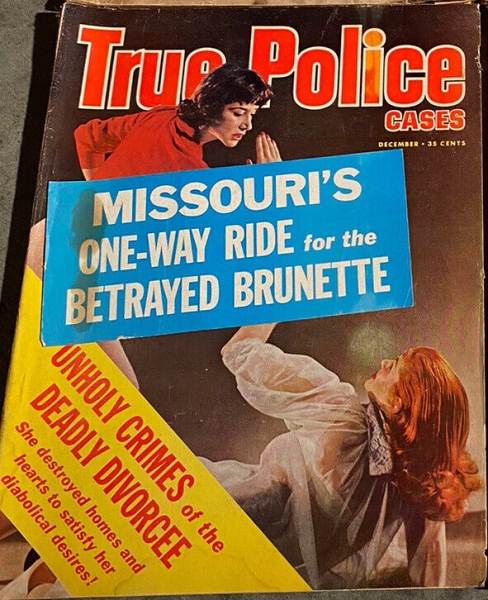 True Police
CASES
DECEMBER • 35 CENTS
MISSOURI'S
ONE-WAY RIDE for the
BETRAYED BRUNETTE
UNHOLY CRIMES of the
DEADLY DIVORCEE
She destroyed homes and
hearts to satisfy her
diabolical desires!